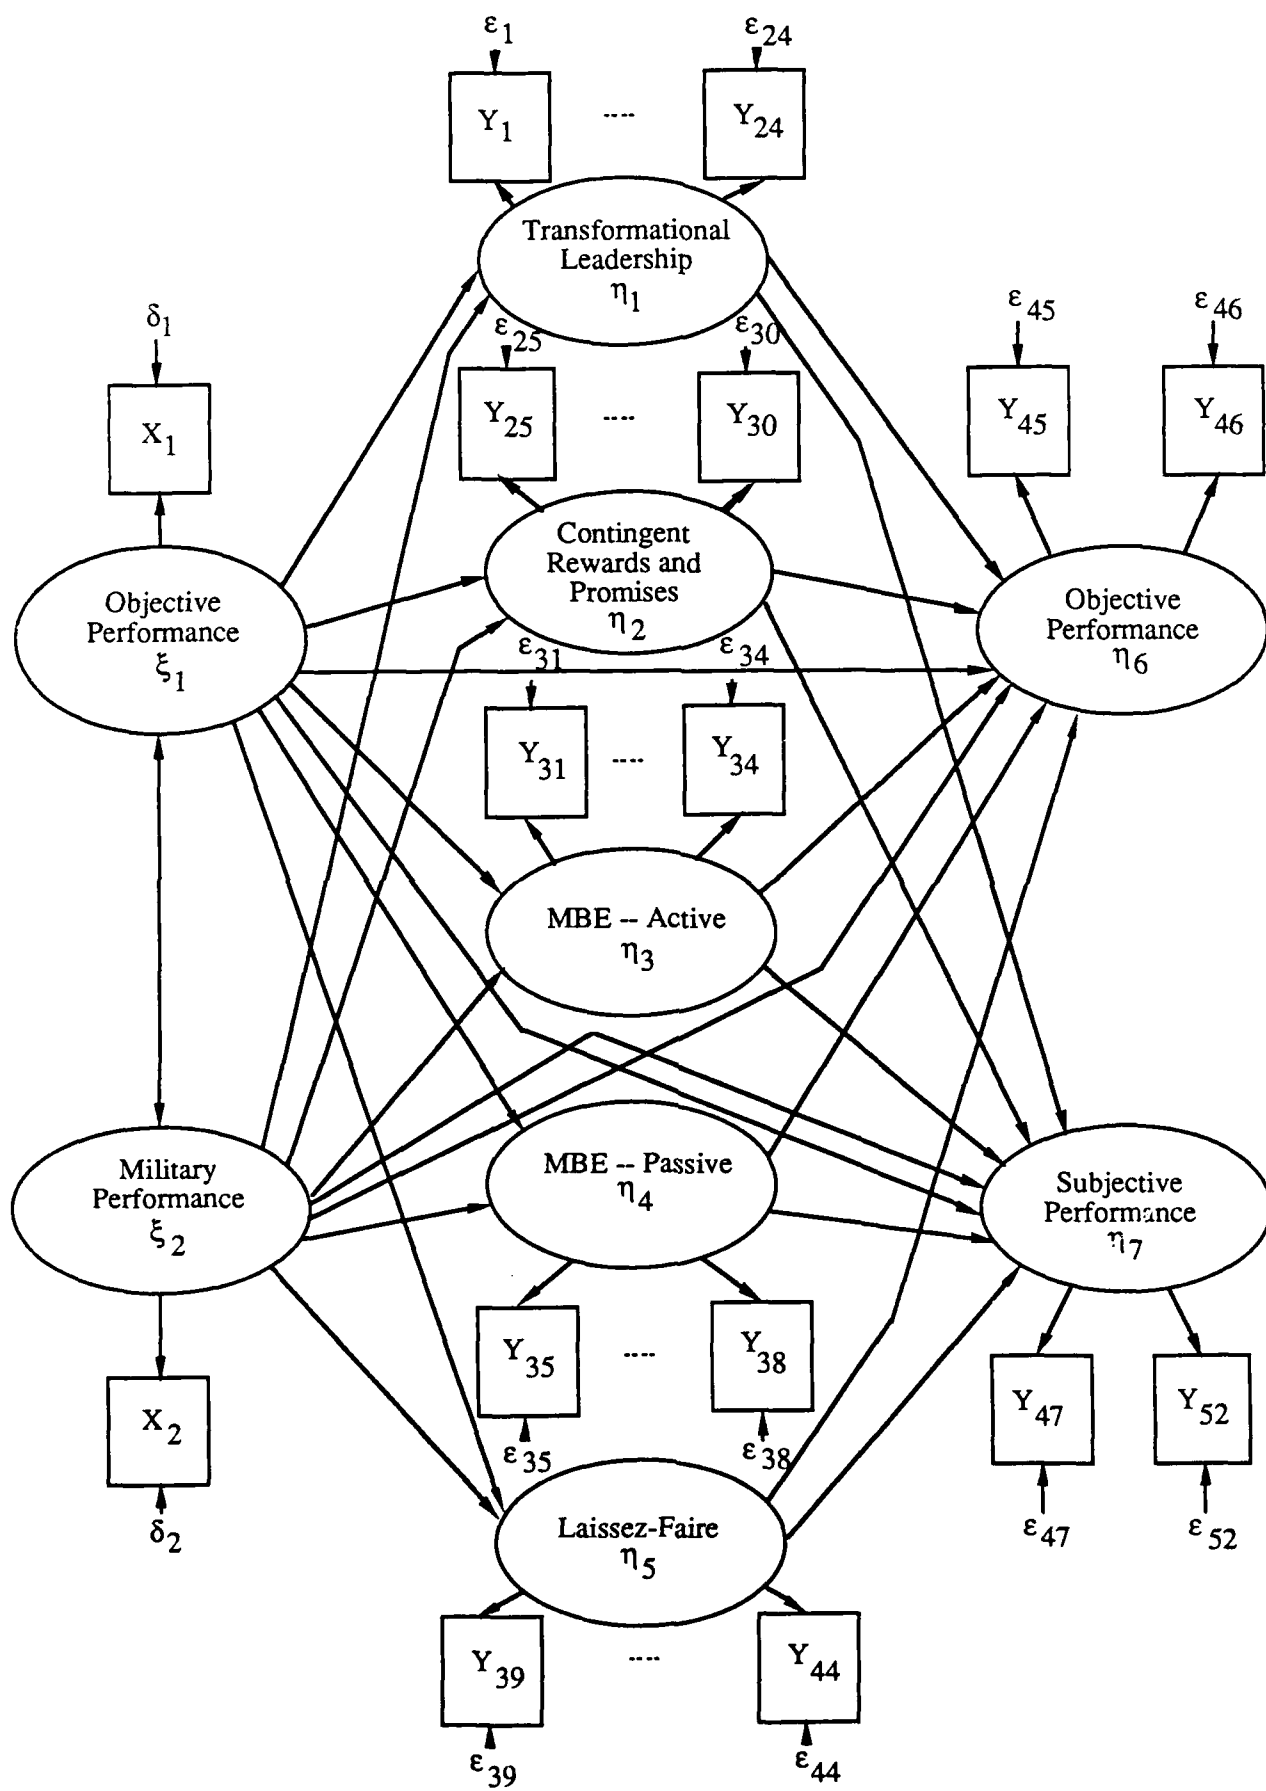 ε1
ε24
Y1
....
Y24
Transformational
Leadership
η1
δ1
ε25
ε30
ε45
ε46
X1
Y25
....
Y30
Y45
Y46
Contingent
Rewards and
Promises
η2
Objective
Performance
ξ1
Objective
Performance
η6
ε31
ε34
Y31
....
Y34
MBE -- Active
η3
Military
Performance
ξ2
MBE -- Passive
η4
Subjective
Performance
η7
X2
δ2
Y35
....
Y38
ε35
ε38
Y47
Y52
ε47
ε52
Laissez-Faire
η5
Y39
....
Y44
ε39
ε44